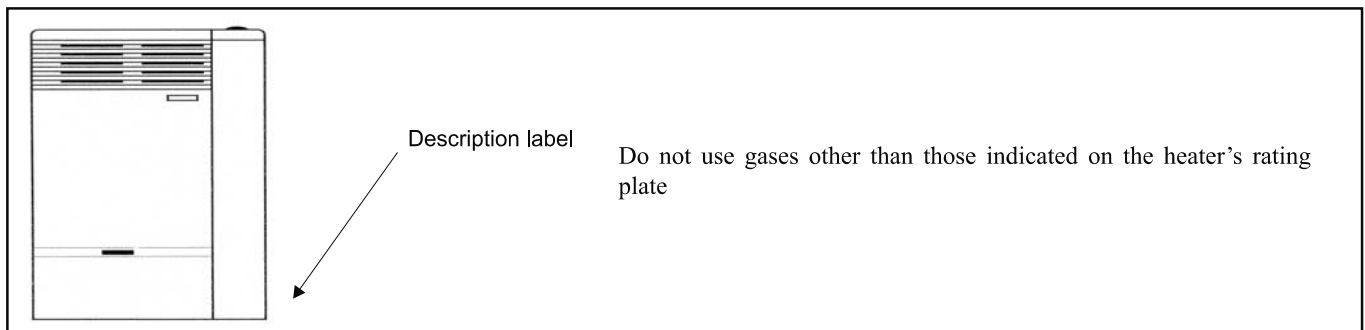 Description label
Do not use gases other than those indicated on the heater’s rating
plate